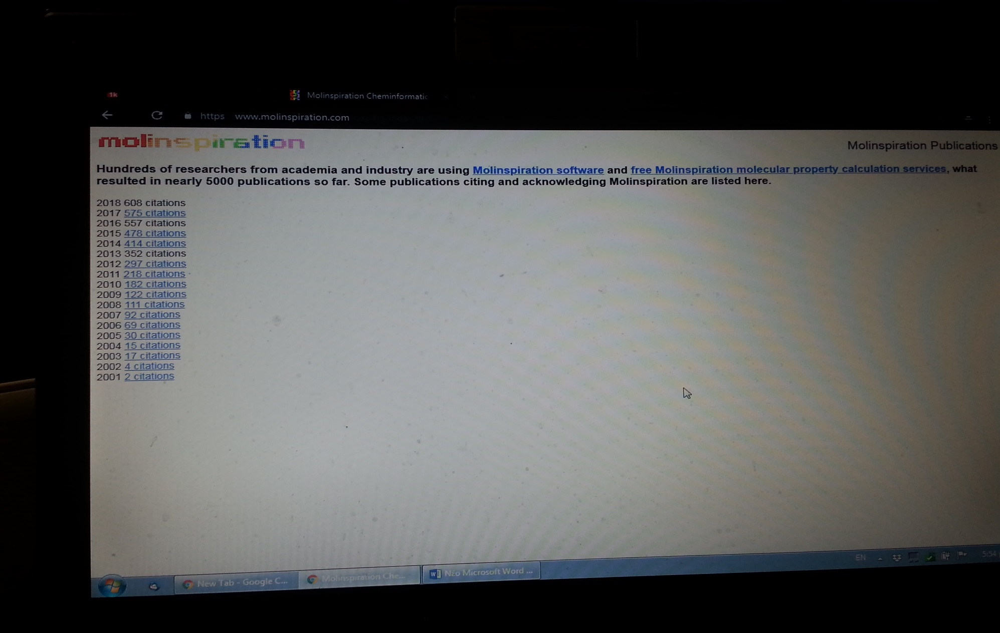 1k
Molinspiration Cheminformatic
https www.molinspiration.com
molinspiration
Molinspiration Publications
Hundreds of researchers from academia and industry are using Molinspiration software and free Molinspiration molecular property calculation services, what
resulted in nearly 5000 publications so far. Some publications citing and acknowledging Molinspiration are listed here.
2018 608 citations
2017 575 citations
2016 557 citations
2015 478 citations
2014 414 citations
2013 352 citations
2012 297 citations
2011 218 citations
2010 182 citations
2009 122 citations
2008 111 citations
2007 92 citations
2006 69 citations
2005 30 citations
2004 15 citations
2003 17 citations
2002 4 citations
2001 2 citations
New Tab - Google C...
Molinspiration Che...
Νέο Microsoft Word ...
EN
5:54